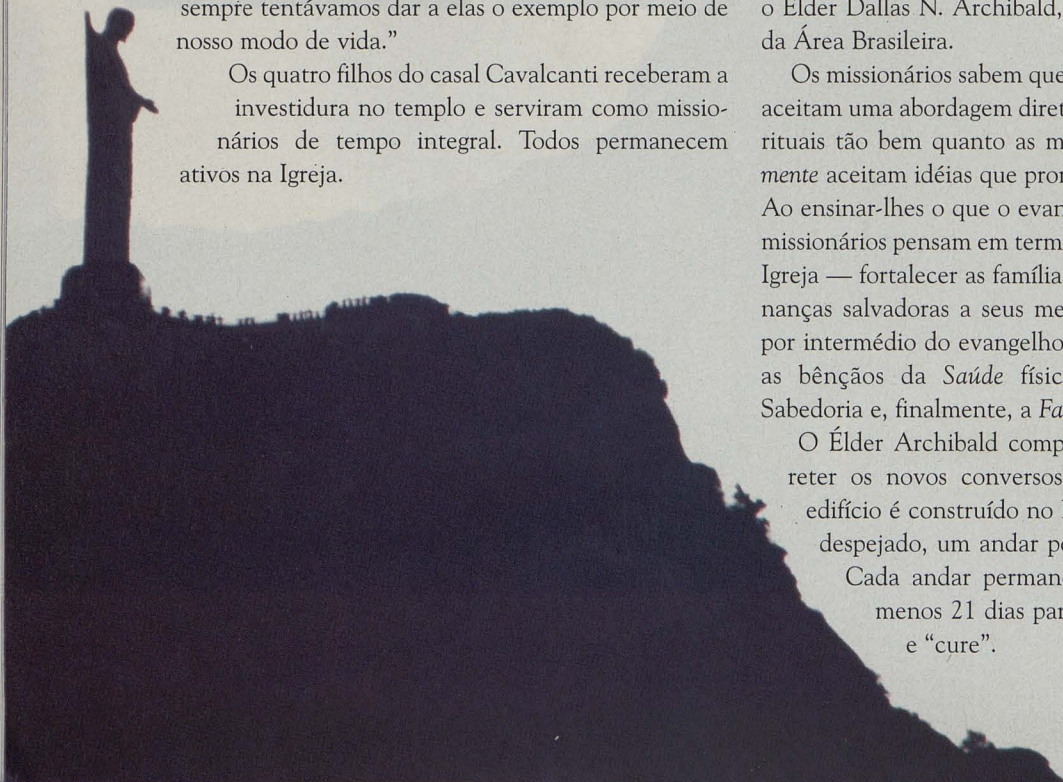 sempre tentávamos dar a elas o exemplo por meio de
nosso modo de vida.”
Os quatro filhos do casal Cavalcanti receberam a
investidura no templo e serviram como missio-
nários de tempo integral. Todos permanecem
ativos na Igreja.
o Élder Dallas N. Archibald,
da Área Brasileira.
Os missionários sabem que
aceitam uma abordagem diret
rituais tão bem quanto as m
mente aceitam idéias que pro
Ao ensinar-lhes o que o evan
missionários pensam em term
Igreja — fortalecer as família
nanças salvadoras a seus me
por intermédio do evangelho
as bênçãos da Saúde físic
Sabedoria e, finalmente, a Fa
O Élder Archibald comp
reter os novos conversos
edifício é construído no
despejado, um andar p
Cada andar perman
menos 21 dias par
e “cure”.